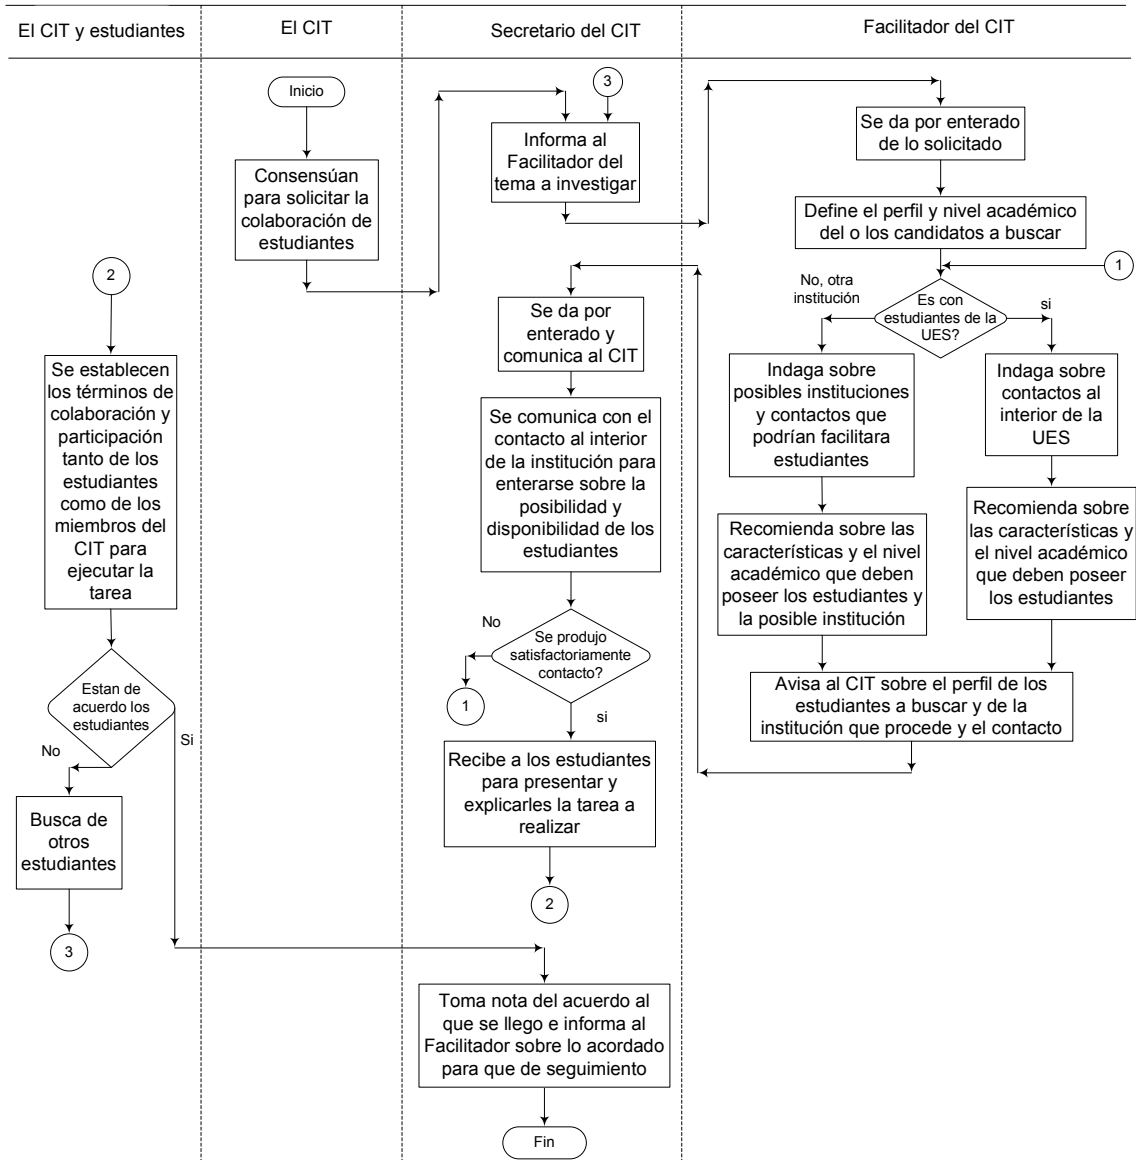 El CIT y estudiantes
El CIT
Secretario del CIT
Facilitador del CIT
Inicio
Consensúan
para solicitar la
colaboración de
estudiantes
3
Informa al
Facilitador del
tema a investigar
Se da por enterado
de lo solicitado
Define el perfil y nivel académico
del o los candidatos a buscar
1
No, otra
institución
Es con
estudiantes de la
UES?
si
Indaga sobre
posibles instituciones
y contactos que
podrían facilitara
estudiantes
Indaga sobre
contactos al
interior de la
UES
Recomienda sobre las
características y el nivel
académico que deben
poseer los estudiantes y
la posible institución
Recomienda sobre
las características y
el nivel académico
que deben poseer
los estudiantes
Avisa al CIT sobre el perfil de los
estudiantes a buscar y de la
institución que procede y el contacto
Se da por
enterado y
comunica al CIT
Se comunica con el
contacto al interior
de la institución para
enterarse sobre la
posibilidad y
disponibilidad de los
estudiantes
No
Se produjo
satisfactoriamente
contacto?
1
si
Recibe a los estudiantes
para presentar y
explicarles la tarea a
realizar
2
2
Se establecen
los términos de
colaboración y
participación
tanto de los
estudiantes
como de los
miembros del
CIT para
ejecutar la
tarea
Estan de
acuerdo los
estudiantes
No
Si
Busca de
otros
estudiantes
3
Toma nota del acuerdo al
que se llego e informa al
Facilitador sobre lo acordado
para que de seguimiento
Fin